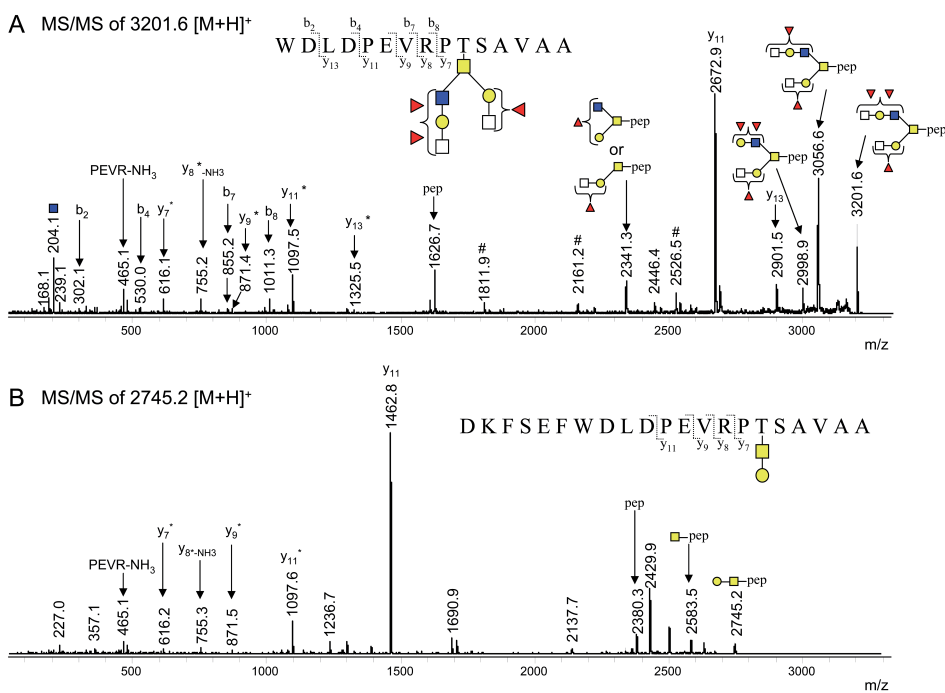 A MS/MS of 3201.6 [M+H]⁺
b₂ b₄ b₇ b₈
W D L D P E V R P T S A V A A
y₁₃ y₁₁ y₉ y₈ y₇
pep
or
pep
pep
pep
pep
y₁₁
2672.9
y₁₃
2901.5
2998.9
3056.6
3201.6
168.1
204.1
239.1
b₂
302.1
PEVR-NH₃
465.1
b₄
530.0
y₇*
616.1
y₈*-NH3
755.2
b₇
855.2
y₉*
871.4
b₈
1011.3
y₁₁*
1097.5
y₁₃*
1325.5
pep
1626.7
1811.9 #
2161.2 #
2341.3
2446.4
2526.5 #
500 1000 1500 2000 2500 3000
m/z
B MS/MS of 2745.2 [M+H]⁺
D K F S E F W D L D P E V R P T S A V A A
y₁₁ y₉ y₈ y₇
227.0
357.1
PEVR-NH₃
465.1
y₇*
616.2
y₈*-NH3
755.3
y₉*
871.5
y₁₁*
1097.6
1236.7
y₁₁
1462.8
1690.9
2137.7
pep
2380.3
2429.9
pep
2583.5
pep
2745.2
500 1000 1500 2000 2500 3000
m/z